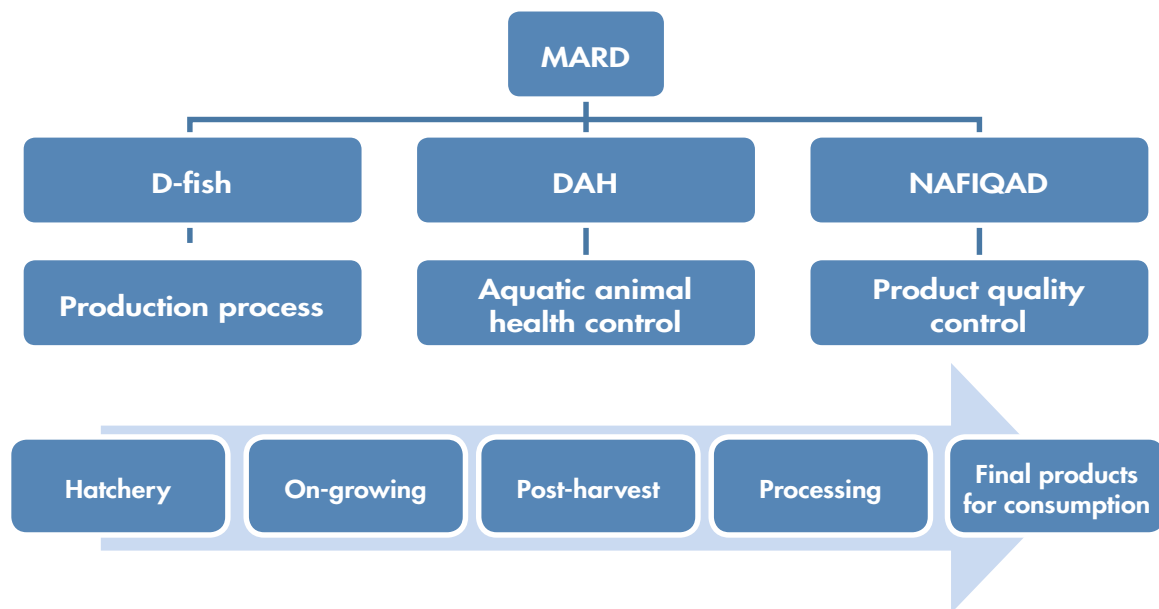 MARD
D-fish
DAH
NAFIQAD
Production process
Aquatic animal
health control
Product quality
control
Hatchery
On-growing
Post-harvest
Processing
Final products
for consumption